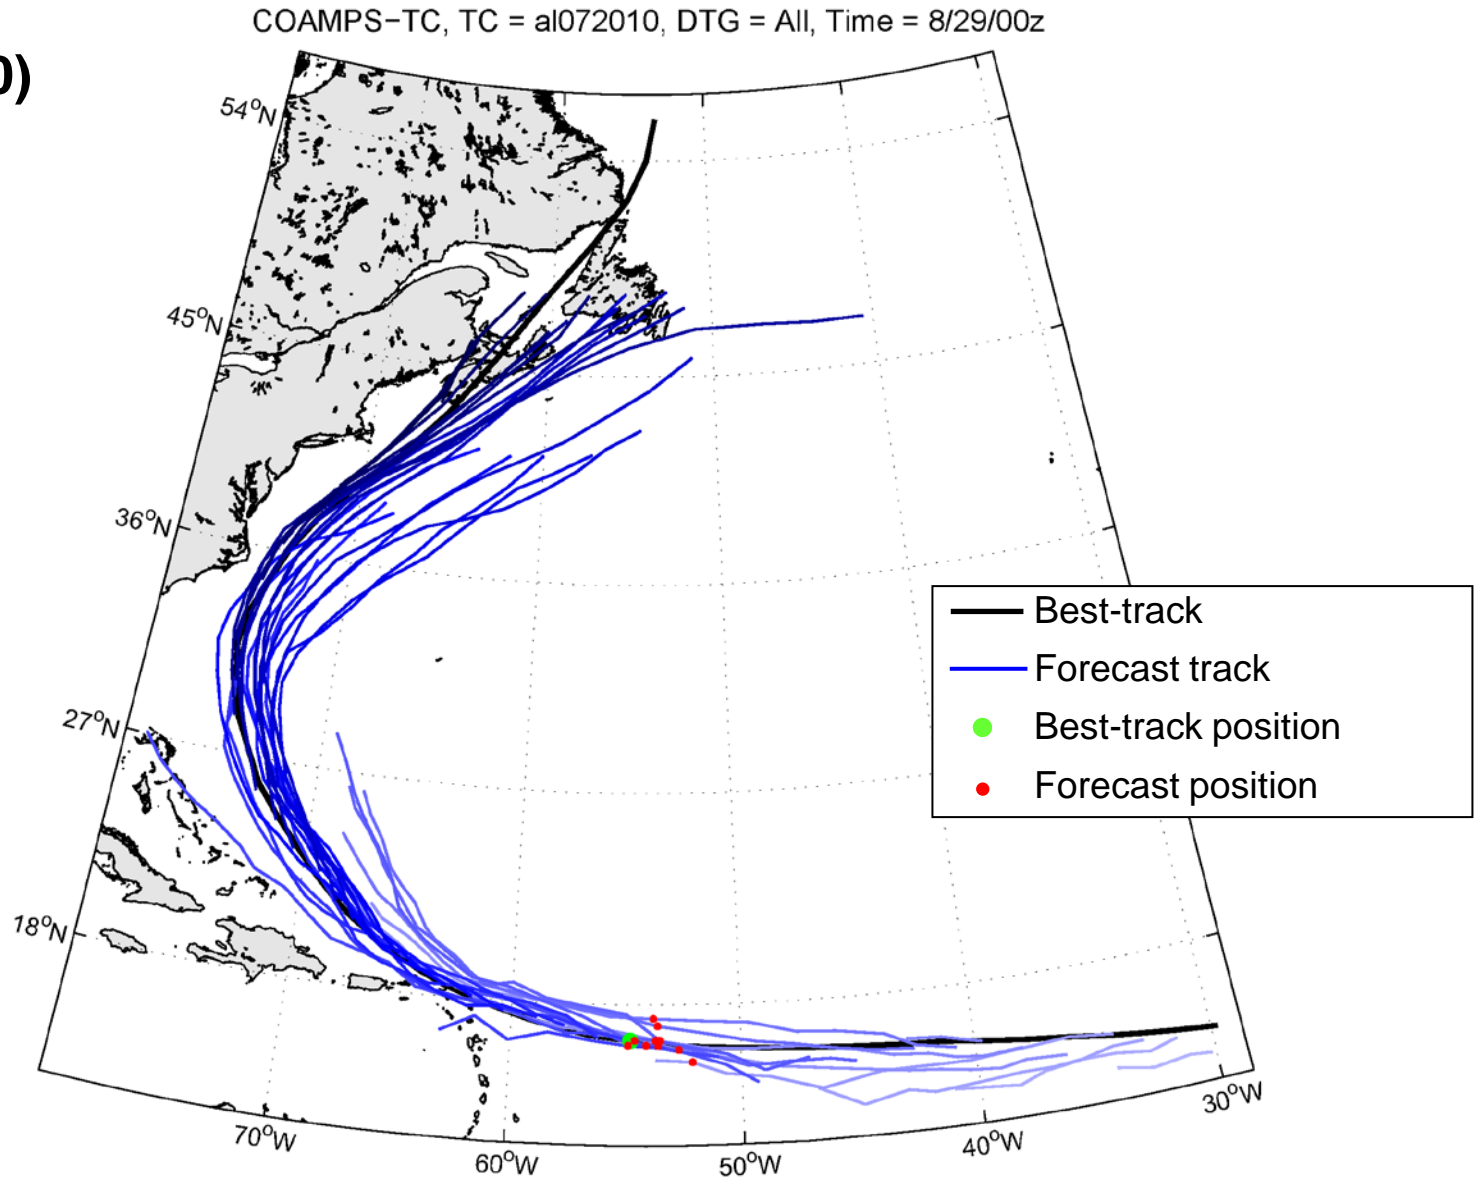 COAMPS−TC, TC = al072010, DTG = All, Time = 8/29/00z
0)
54°N
45°N
36°N
27°N
18°N
70°W
60°W
50°W
40°W
30°W
Best-track
Forecast track
Best-track position
Forecast position